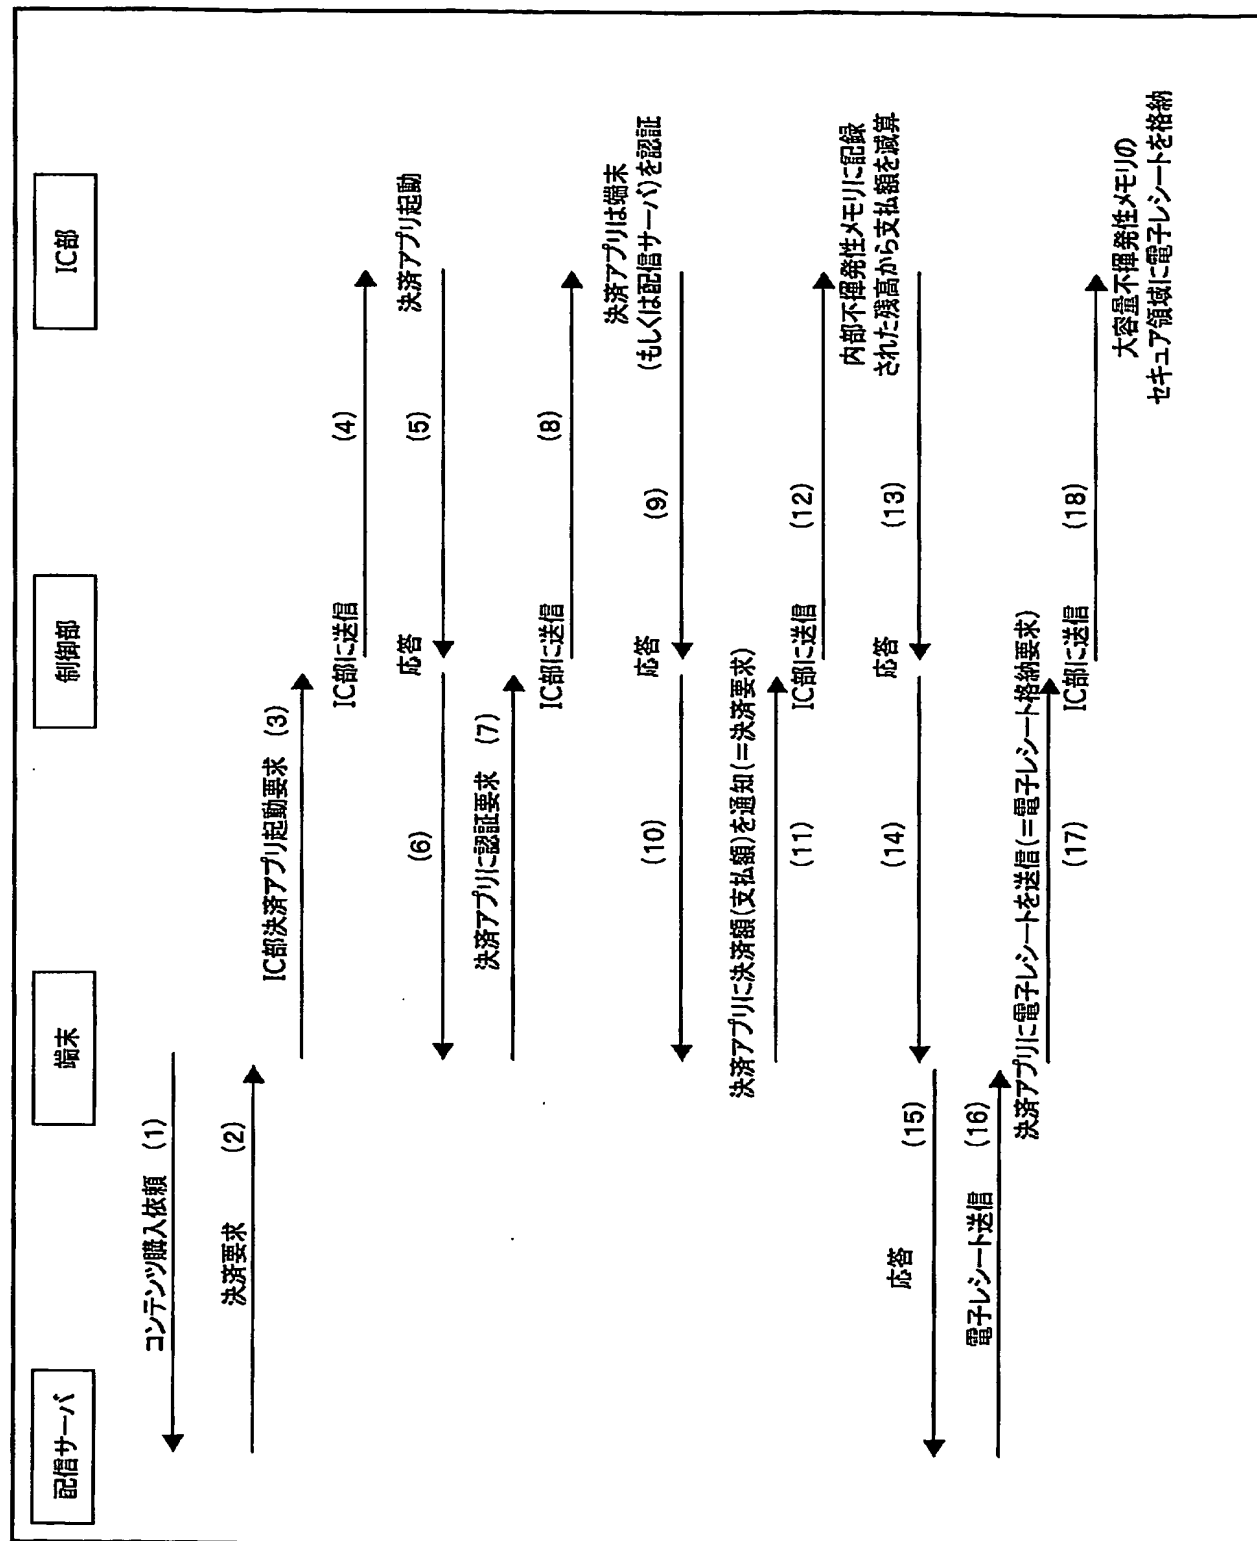 配信サーバ
端末
制御部
IC部
コンテンツ購入依頼 (1)
決済要求 (2)
IC部決済アプリ起動要求 (3)
IC部に送信 (4)
決済アプリ起動
応答 (5)
(6)
決済アプリに認証要求 (7)
IC部に送信 (8)
決済アプリは端末
(もしくは配信サーバ)を認証
応答 (9)
(10)
決済アプリに決済額(支払額)を通知(=決済要求)
(11)
IC部に送信 (12)
内部不揮発性メモリに記録
された残高から支払額を減算
応答 (13)
(14)
応答 (15)
電子レシート送信 (16)
決済アプリに電子レシートを送信(=電子レシート格納要求)
(17)
IC部に送信 (18)
大容量不揮発性メモリの
セキュア領域に電子レシートを格納